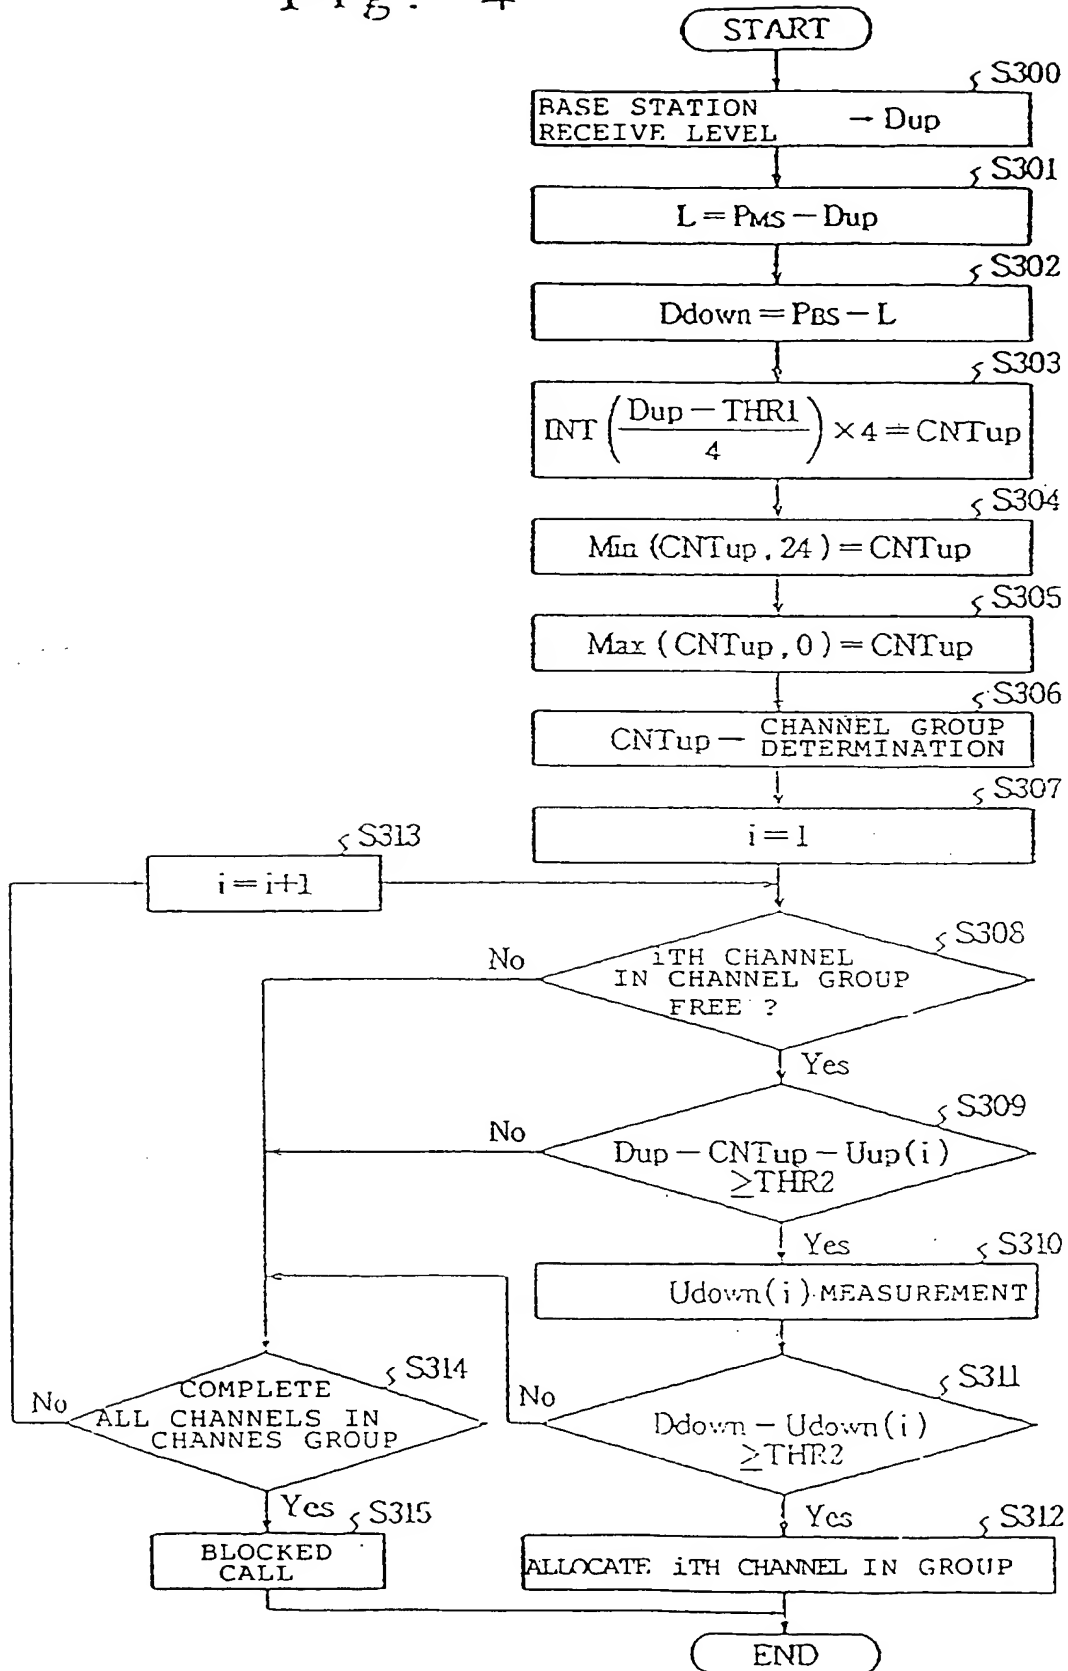 Fig. 4
START
S300
BASE STATION
RECEIVE LEVEL → Dup
S301
L = PMS − Dup
S302
Ddown = PBS − L
S303
INT ( Dup − THR1 / 4 ) × 4 = CNTup
S304
Min (CNTup, 24) = CNTup
S305
Max (CNTup, 0) = CNTup
S306
CNTup − CHANNEL GROUP
DETERMINATION
S307
i = 1
S313
i = i+1
S308
iTH CHANNEL
IN CHANNEL GROUP
FREE ?
No
Yes
S309
Dup − CNTup − Uup(i)
≥THR2
No
Yes
S310
Udown(i) MEASUREMENT
S311
Ddown − Udown(i)
≥THR2
No
Yes
S312
ALLOCATE iTH CHANNEL IN GROUP
S314
COMPLETE
ALL CHANNELS IN
CHANNES GROUP
No
Yes
S315
BLOCKED
CALL
END